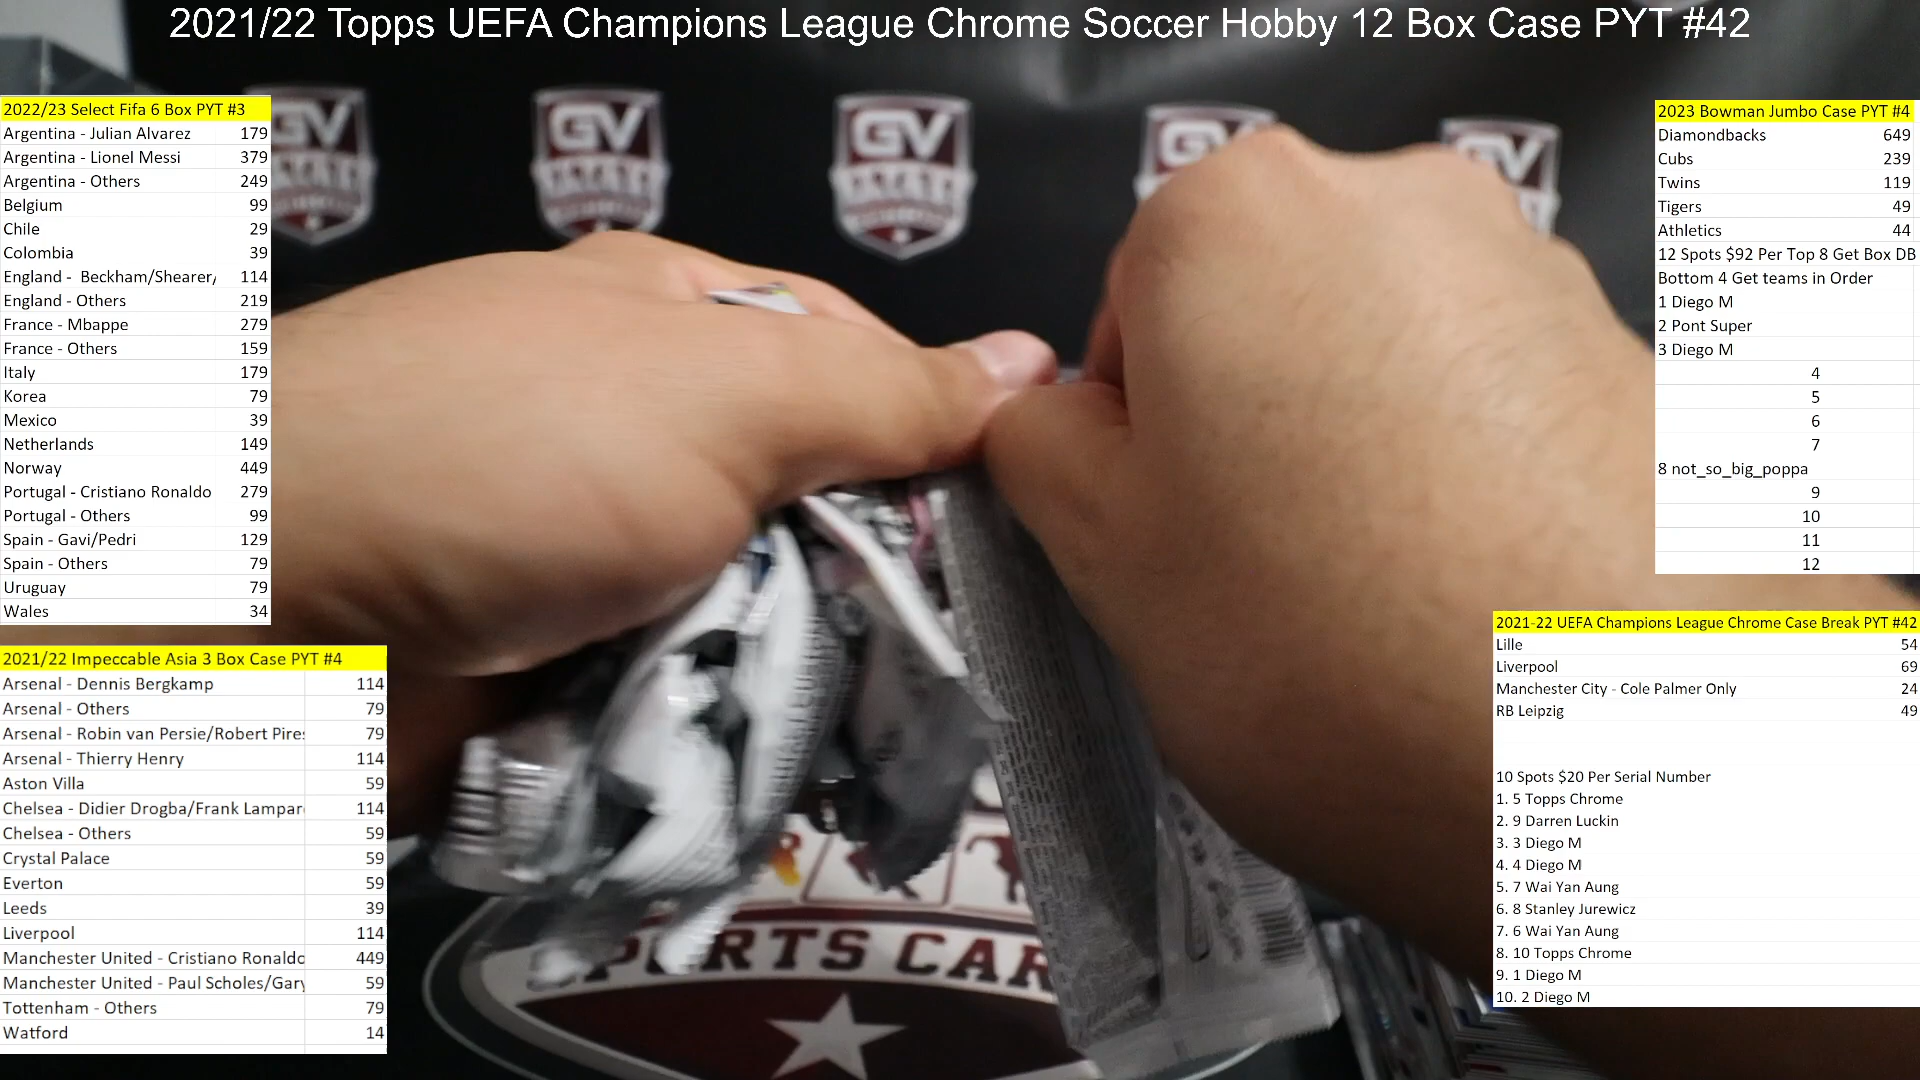 2021/22 Topps UEFA Champions League Chrome Soccer Hobby 12 Box Case PYT #42
2022/23 Select Fifa 6 Box PYT #3
Argentina - Julian Alvarez 179
Argentina - Lionel Messi 379
Argentina - Others 249
Belgium 99
Chile 29
Colombia 39
England - Beckham/Shearer/ 114
England - Others 219
France - Mbappe 279
France - Others 159
Italy 179
Korea 79
Mexico 39
Netherlands 149
Norway 449
Portugal - Cristiano Ronaldo 279
Portugal - Others 99
Spain - Gavi/Pedri 129
Spain - Others 79
Uruguay 79
Wales 34
2021/22 Impeccable Asia 3 Box Case PYT #4
Arsenal - Dennis Bergkamp 114
Arsenal - Others 79
Arsenal - Robin van Persie/Robert Pires 79
Arsenal - Thierry Henry 114
Aston Villa 59
Chelsea - Didier Drogba/Frank Lampar 114
Chelsea - Others 59
Crystal Palace 59
Everton 59
Leeds 39
Liverpool 114
Manchester United - Cristiano Ronaldo 449
Manchester United - Paul Scholes/Gary 59
Tottenham - Others 79
Watford 14
2023 Bowman Jumbo Case PYT #4
Diamondbacks 649
Cubs 239
Twins 119
Tigers 49
Athletics 44
12 Spots $92 Per Top 8 Get Box DB
Bottom 4 Get teams in Order
1 Diego M
2 Pont Super
3 Diego M
4
5
6
7
8 not_so_big_poppa
9
10
11
12
2021-22 UEFA Champions League Chrome Case Break PYT #42
Lille 54
Liverpool 69
Manchester City - Cole Palmer Only 24
RB Leipzig 49
10 Spots $20 Per Serial Number
1. 5 Topps Chrome
2. 9 Darren Luckin
3. 3 Diego M
4. 4 Diego M
5. 7 Wai Yan Aung
6. 8 Stanley Jurewicz
7. 6 Wai Yan Aung
8. 10 Topps Chrome
9. 1 Diego M
10. 2 Diego M
GV
GV
GV
GV
GV
SPORTS CAR